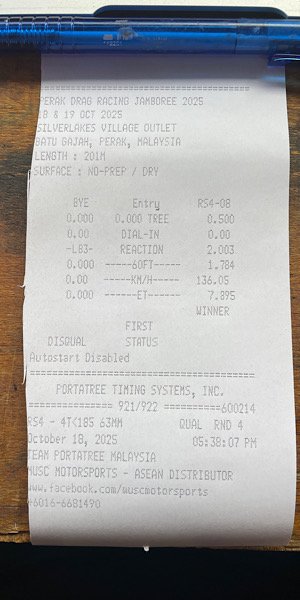 ==========================================
PERAK DRAG RACING JAMBOREE 2025
18 & 19 OCT 2025
SILVERLAKES VILLAGE OUTLET
BATU GAJAH, PERAK, MALAYSIA
LENGTH : 201M
SURFACE : NO-PREP / DRY
BYE Entry RS4-08
0.000 0.000 TREE 0.500
0.00 DIAL-IN 0.00
-L83- REACTION 2.003
0.000 -----60FT----- 1.784
0.00 -----KM/H----- 136.05
0.000 ------ET------ 7.895
WINNER
FIRST
DISQUAL STATUS
Autostart Disabled
==========================================
PORTATREE TIMING SYSTEMS, INC.
=============== 921/922 ==========600214
RS4 - 4TK185 63MM QUAL RND 4
October 18, 2025 05:38:07 PM
TEAM PORTATREE MALAYSIA
MUSC MOTORSPORTS - ASEAN DISTRIBUTOR
www.facebook.com/muscmotorsports
+6016-6681490